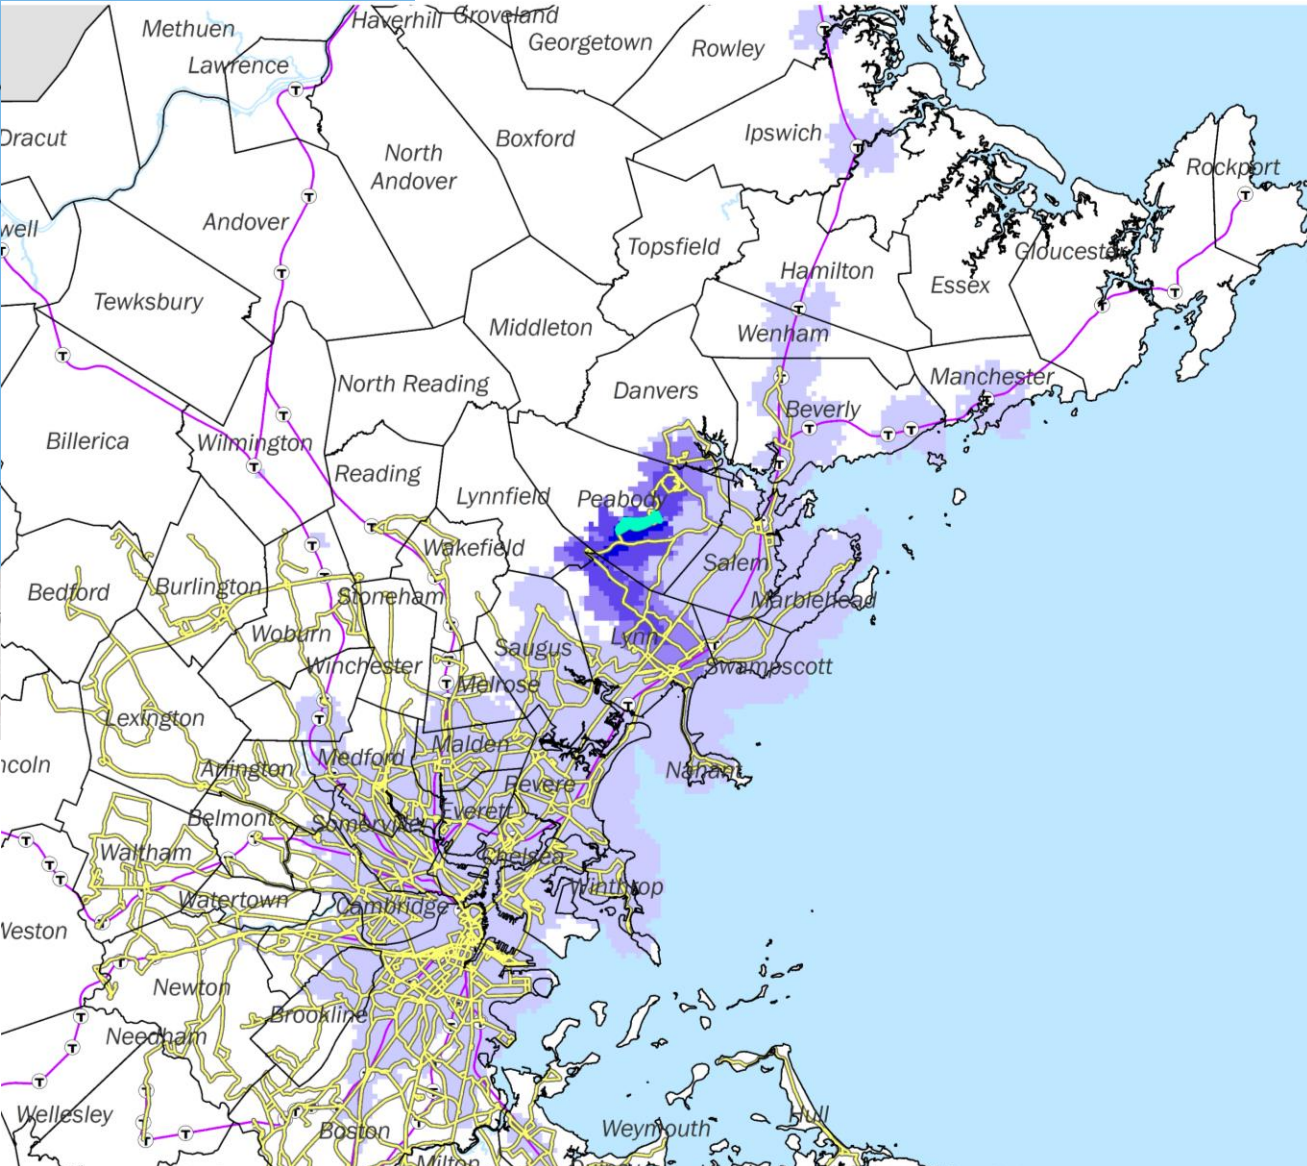 Haverhill
Groveland
Methuen
Georgetown
Rowley
Lawrence
Ipswich
Dracut
Boxford
North
Andover
Rockport
Andover
well
Topsfield
Gloucester
Hamilton
Essex
Tewksbury
Middleton
Wenham
North Reading
Danvers
Manchester
Beverly
Billerica
Wilmington
Reading
Lynnfield
Peabody
Wakefield
Salem
Bedford
Burlington
Stoneham
Marblehead
Woburn
Lynn
Saugus
Winchester
Swampscott
Melrose
Lexington
Malden
Medford
ncoln
Arlington
Nahant
Revere
Everett
Belmont
Somerville
Waltham
Chelsea
Winthrop
Watertown
Cambridge
Weston
Newton
Brookline
Needham
Wellesley
Hull
Boston
Weymouth
Milton